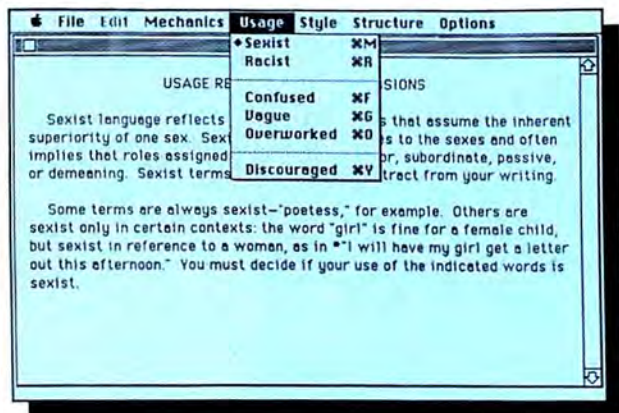 File Edit Mechanics Usage Style Structure Options
◆Sexist ⌘M
Racist ⌘R
Confused ⌘F
Vague ⌘G
Overworked ⌘O
Discouraged ⌘Y
USAGE RE SIONS
Sexist language reflects s that assume the inherent
superiority of one sex. Sexi es to the sexes and often
implies that roles assigned or, subordinate, passive,
or demeaning. Sexist terms tract from your writing.
Some terms are always sexist—"poetess," for example. Others are
sexist only in certain contexts: the word "girl" is fine for a female child,
but sexist in reference to a woman, as in *"I will have my girl get a letter
out this afternoon." You must decide if your use of the indicated words is
sexist.